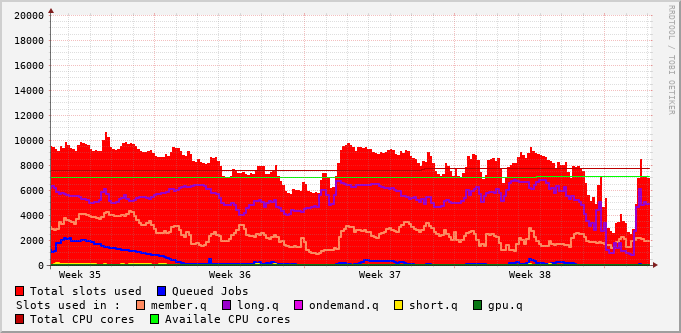 20000
18000
16000
14000
12000
10000
8000
6000
4000
2000
0
Week 35 Week 36 Week 37 Week 38
RRDTOOL / TOBI OETIKER
Total slots used Queued Jobs
Slots used in : member.q long.q ondemand.q short.q gpu.q
Total CPU cores Availale CPU cores